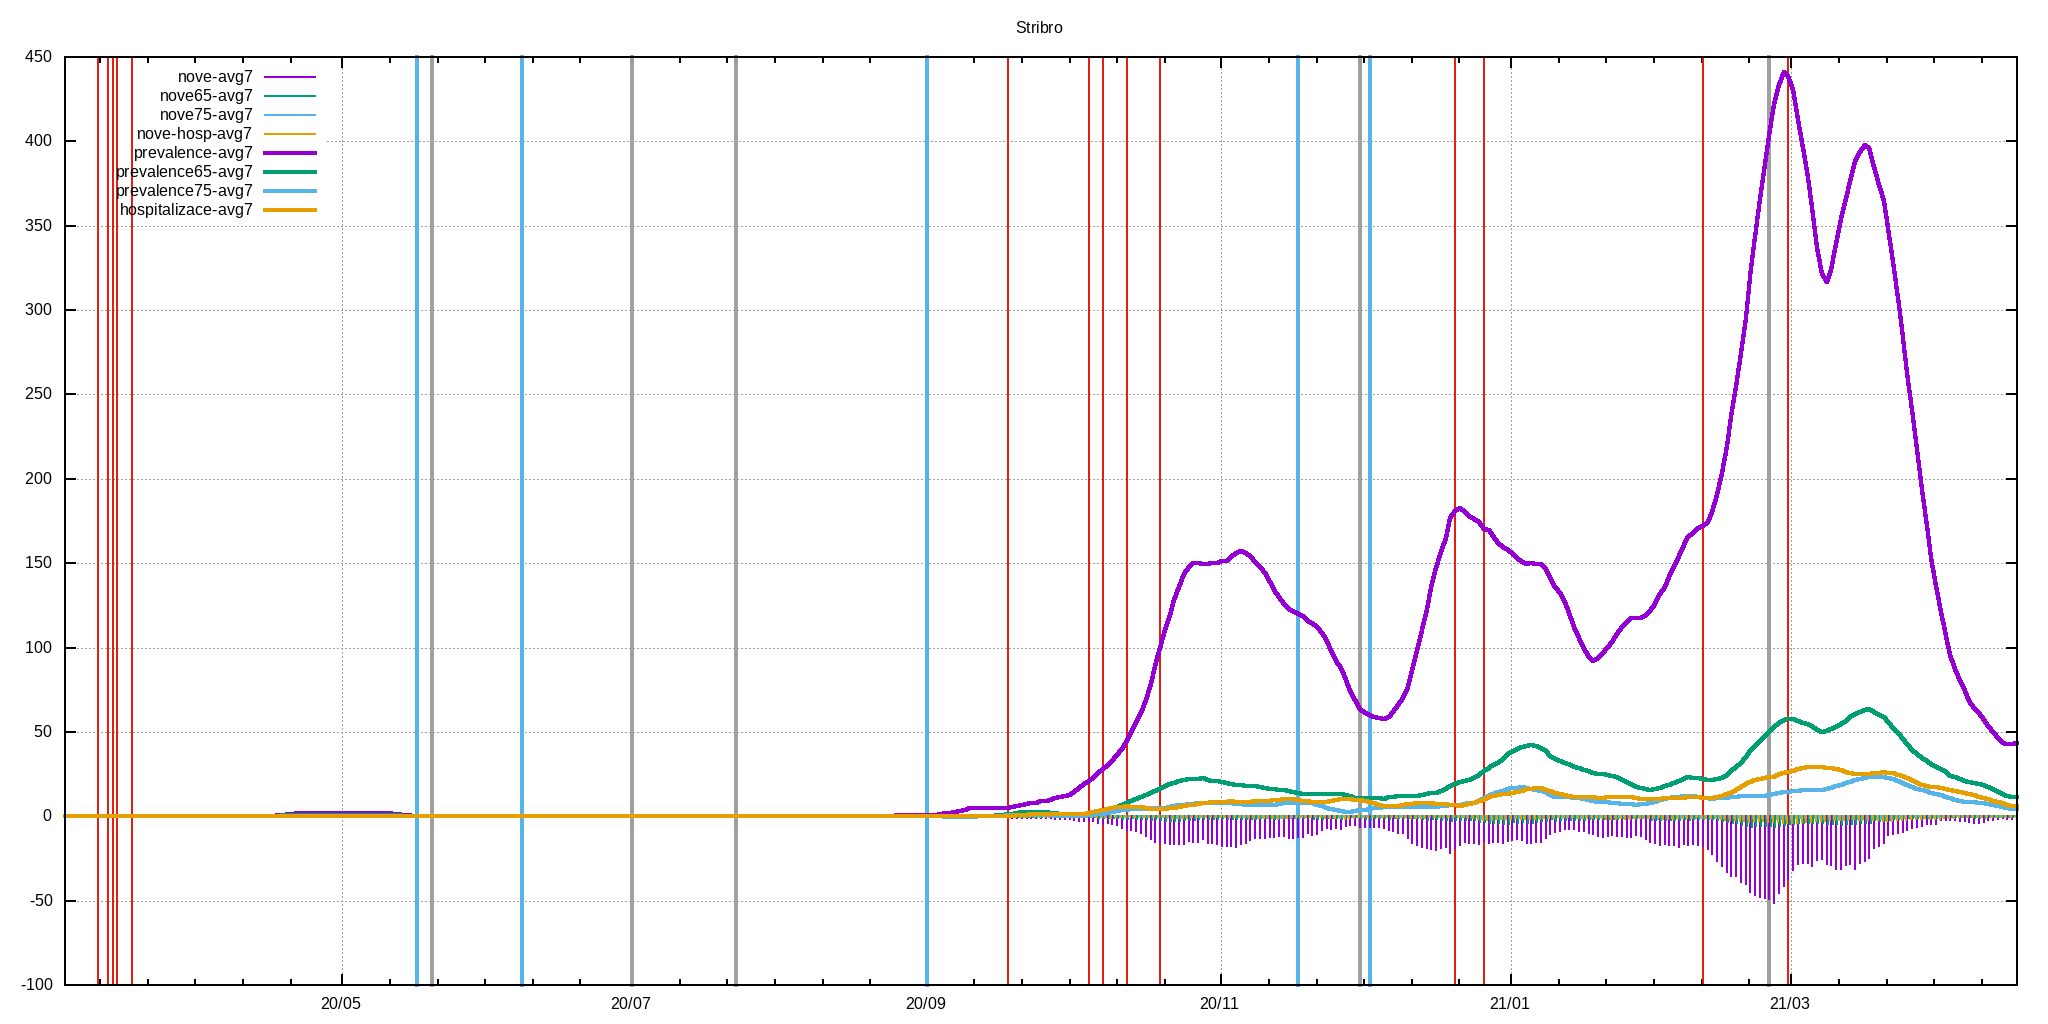 Stribro
450
400
350
300
250
200
150
100
50
0
-50
-100
nove-avg7
nove65-avg7
nove75-avg7
nove-hosp-avg7
prevalence-avg7
prevalence65-avg7
prevalence75-avg7
hospitalizace-avg7
20/05
20/07
20/09
20/11
21/01
21/03